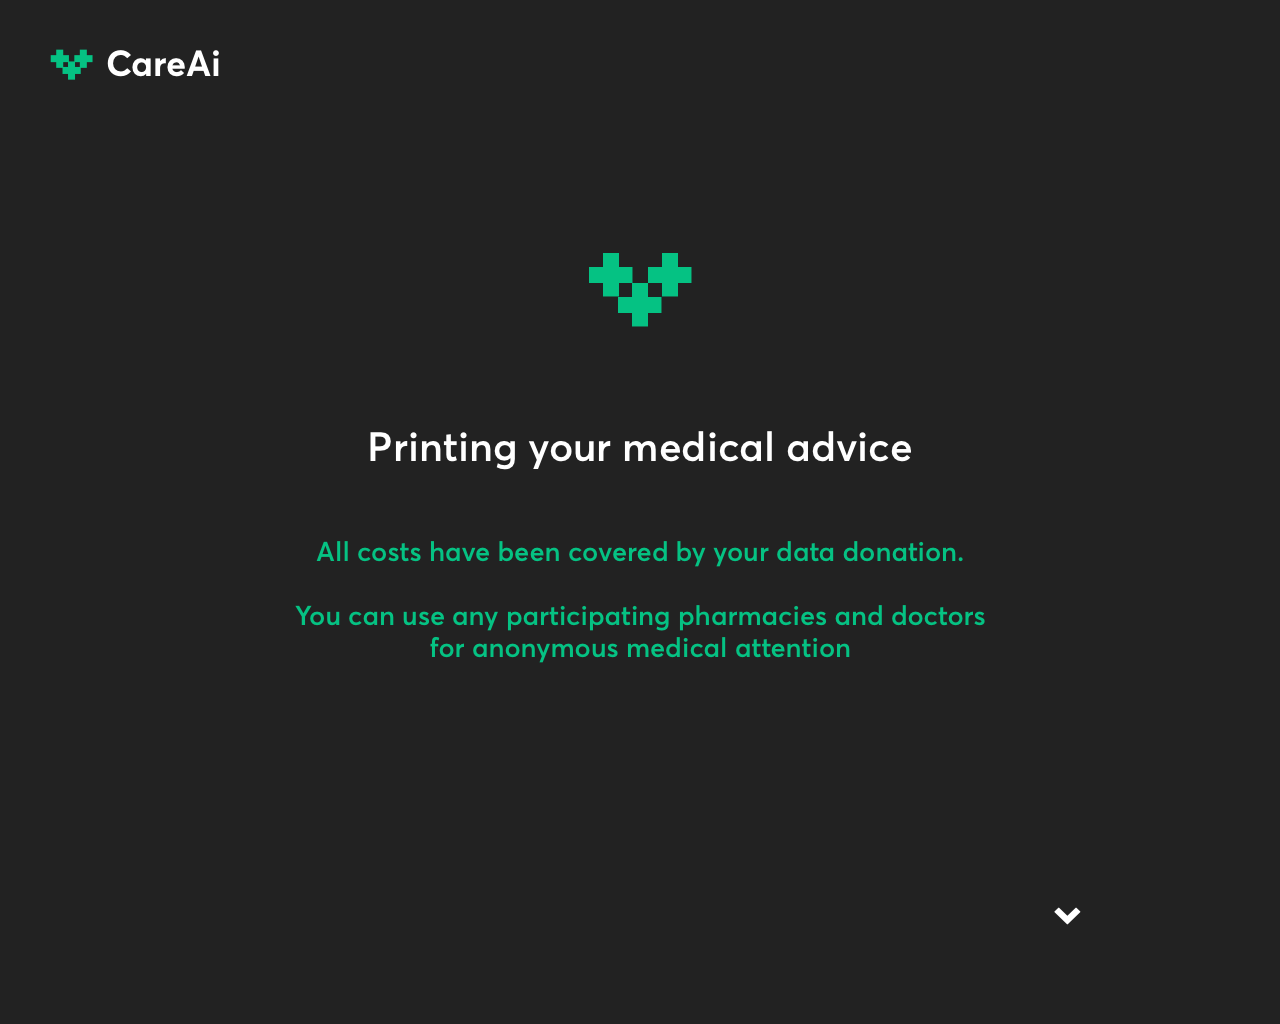 CareAi
Printing your medical advice
All costs have been covered by your data donation.
You can use any participating pharmacies and doctors
for anonymous medical attention